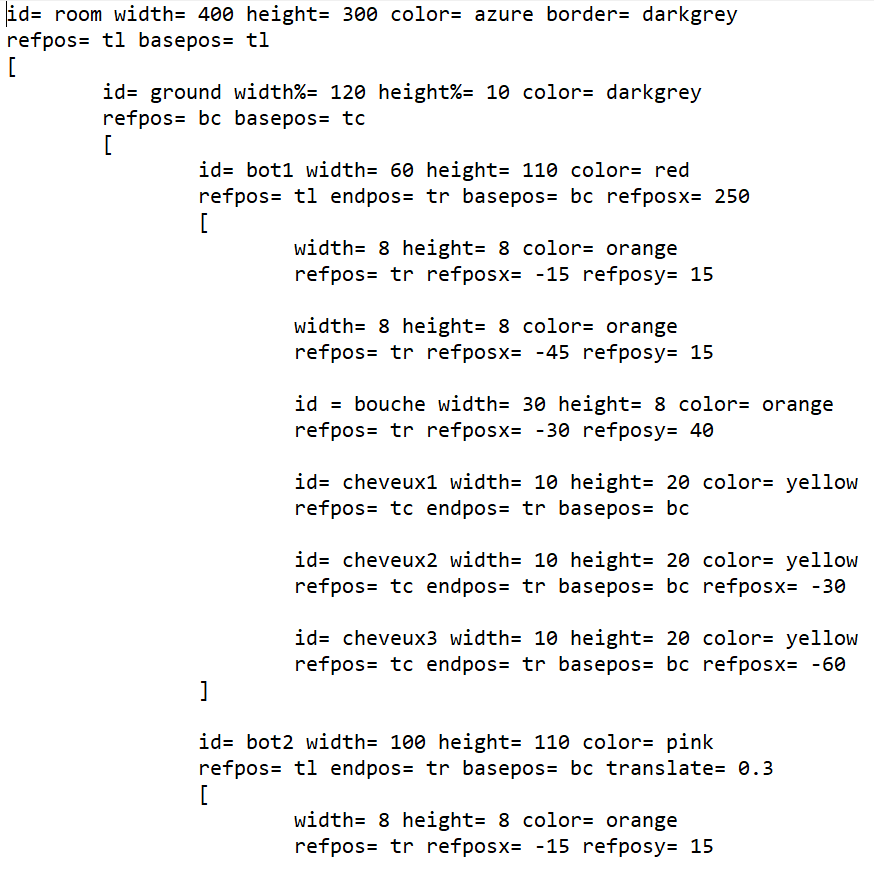 id= room width= 400 height= 300 color= azure border= darkgrey
refpos= tl basepos= tl
[
id= ground width%= 120 height%= 10 color= darkgrey
refpos= bc basepos= tc
[
id= bot1 width= 60 height= 110 color= red
refpos= tl endpos= tr basepos= bc refposx= 250
[
width= 8 height= 8 color= orange
refpos= tr refposx= -15 refposy= 15
width= 8 height= 8 color= orange
refpos= tr refposx= -45 refposy= 15
id = bouche width= 30 height= 8 color= orange
refpos= tr refposx= -30 refposy= 40
id= cheveux1 width= 10 height= 20 color= yellow
refpos= tc endpos= tr basepos= bc
id= cheveux2 width= 10 height= 20 color= yellow
refpos= tc endpos= tr basepos= bc refposx= -30
id= cheveux3 width= 10 height= 20 color= yellow
refpos= tc endpos= tr basepos= bc refposx= -60
]
id= bot2 width= 100 height= 110 color= pink
refpos= tl endpos= tr basepos= bc translate= 0.3
[
width= 8 height= 8 color= orange
refpos= tr refposx= -15 refposy= 15